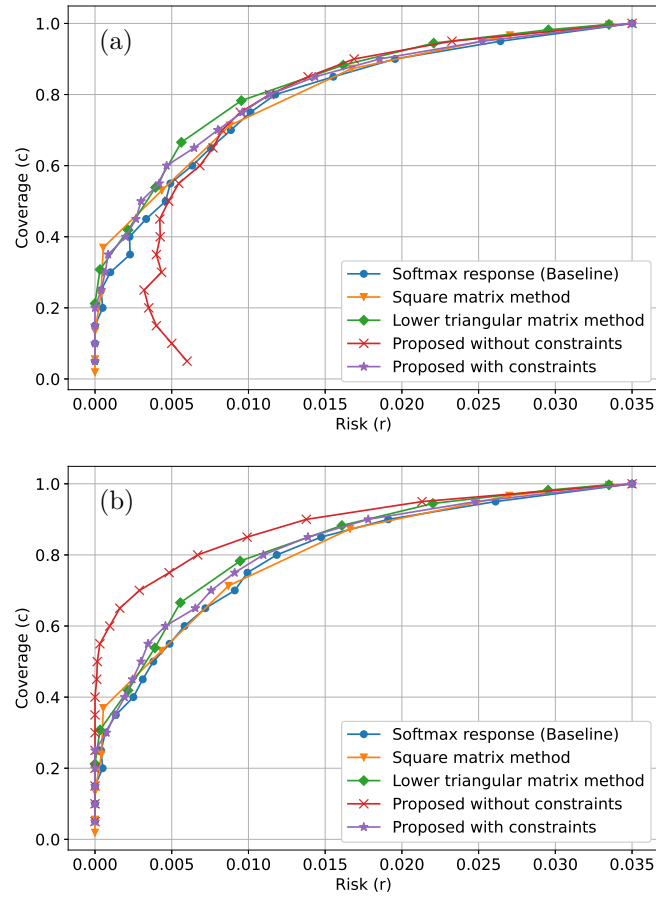 (a)
1.0
0.8
0.6
0.4
0.2
0.0
Coverage (c)
Softmax response (Baseline)
Square matrix method
Lower triangular matrix method
Proposed without constraints
Proposed with constraints
0.000 0.005 0.010 0.015 0.020 0.025 0.030 0.035
Risk (r)
(b)
1.0
0.8
0.6
0.4
0.2
0.0
Coverage (c)
Softmax response (Baseline)
Square matrix method
Lower triangular matrix method
Proposed without constraints
Proposed with constraints
0.000 0.005 0.010 0.015 0.020 0.025 0.030 0.035
Risk (r)